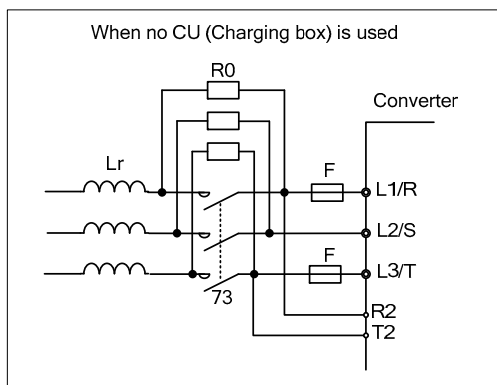 When no CU (Charging box) is used
R0
Converter
Lr
F
L1/R
L2/S
F
L3/T
73
R2
T2